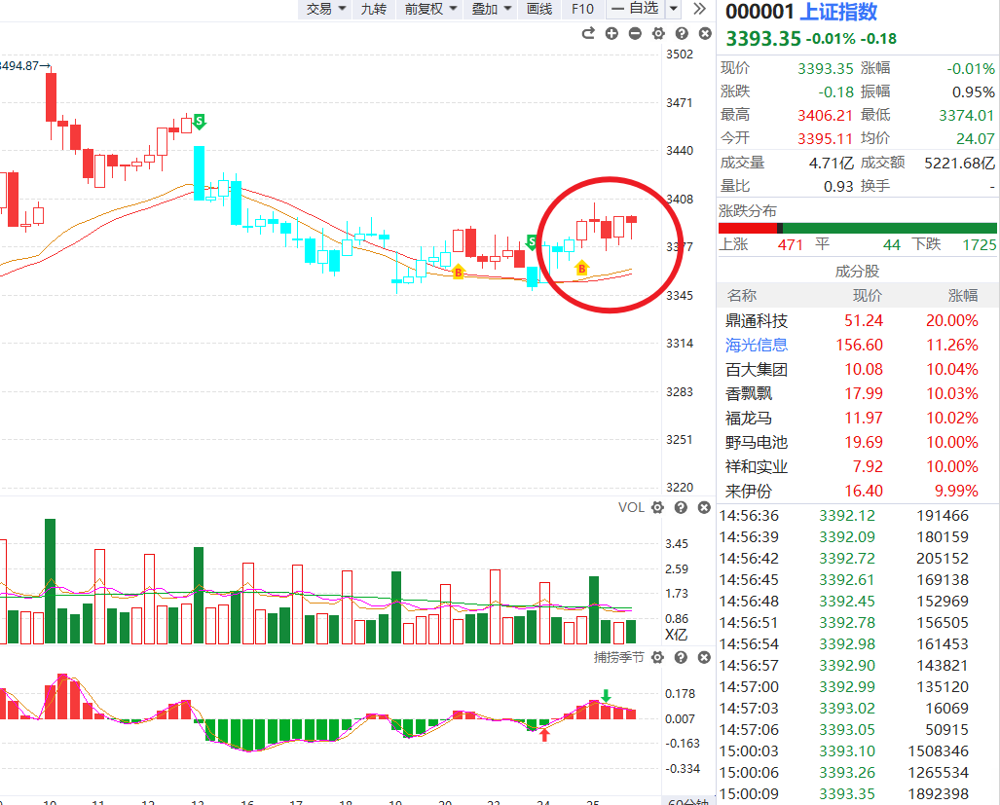 交易 九转 前复权 叠加 画线 F10 一 自选
3494.87→
S
S
B
B
3502
3471
3440
3408
3377
3345
3314
3283
3251
3220
VOL
3.45
2.59
1.73
0.86
X亿
捕捞季节
0.178
0.007
-0.163
-0.334
10 11 12 13 16 17 18 19 20 23 24 25 60分钟
000001 上证指数
3393.35 -0.01% -0.18
现价 3393.35 涨幅 -0.01%
涨跌 -0.18 振幅 0.95%
最高 3406.21 最低 3374.01
今开 3395.11 均价 24.07
成交量 4.71亿 成交额 5221.68亿
量比 0.93 换手 -
涨跌分布
上涨 471 平 44 下跌 1725
成分股
名称 现价 涨幅
鼎通科技 51.24 20.00%
海光信息 156.60 11.26%
百大集团 10.08 10.04%
香飘飘 17.99 10.03%
福龙马 11.97 10.02%
野马电池 19.69 10.00%
祥和实业 7.92 10.00%
来伊份 16.40 9.99%
14:56:36 3392.12 191466
14:56:39 3392.09 180159
14:56:42 3392.72 205152
14:56:45 3392.61 169138
14:56:48 3392.45 152969
14:56:51 3392.78 156505
14:56:54 3392.98 161453
14:56:57 3392.90 143821
14:57:00 3392.99 135120
14:57:03 3393.02 16069
14:57:06 3393.05 50915
15:00:03 3393.10 1508346
15:00:06 3393.26 1265534
15:00:09 3393.35 1892398